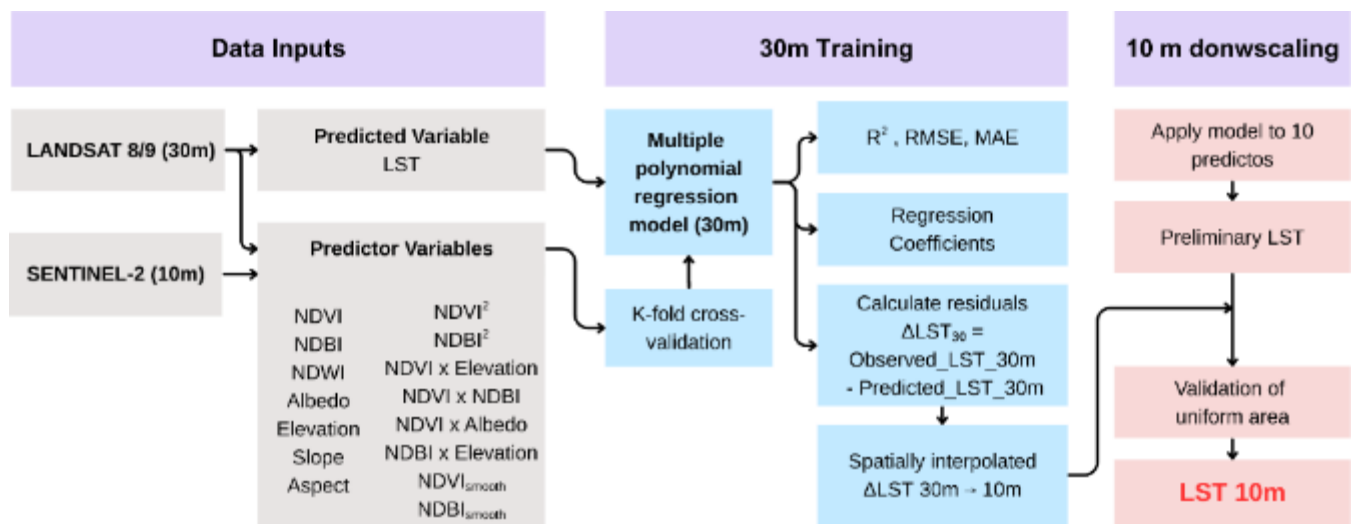 Data Inputs
30m Training
10 m donwscaling
LANDSAT 8/9 (30m)
SENTINEL-2 (10m)
Predicted Variable
LST
Predictor Variables
NDVI
NDBI
NDWI
Albedo
Elevation
Slope
Aspect
NDVI²
NDBI²
NDVI x Elevation
NDVI x NDBI
NDVI x Albedo
NDBI x Elevation
NDVIsmooth
NDBIsmooth
Multiple
polynomial
regression
model (30m)
K-fold cross-
validation
R², RMSE, MAE
Regression
Coefficients
Calculate residuals
ΔLST₃₀ =
Observed_LST_30m
- Predicted_LST_30m
Spatially interpolated
ΔLST 30m → 10m
Apply model to 10
predictos
Preliminary LST
Validation of
uniform area
LST 10m